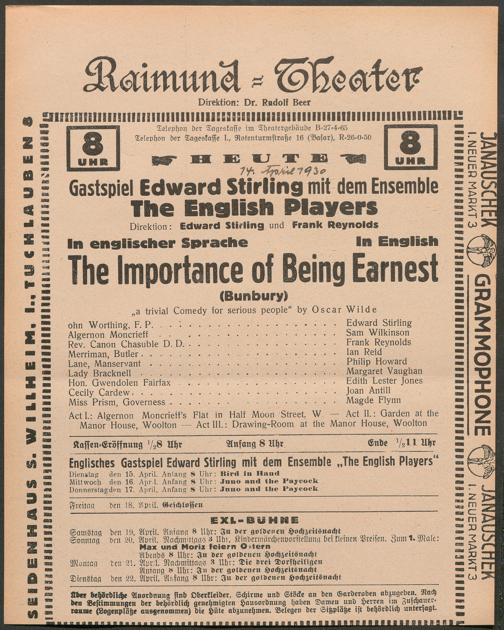 Raimund-Theater
Direktion: Dr. Rudolf Beer
Telephon der Tageskasse im Theatergebäude B-27-4-65
Telephon der Tageskasse I., Rotenturmstraße 16 (Basar), R-26-0-50
8 UHR
HEUTE
8 UHR
14. April 1930
Gastspiel Edward Stirling mit dem Ensemble
The English Players
Direktion: Edward Stirling und Frank Reynolds
In englischer Sprache In English
The Importance of Being Earnest
(Bunbury)
„a trivial Comedy for serious people" by Oscar Wilde
ohn Worthing, F. P. Edward Stirling
Algernon Moncrieff Sam Wilkinson
Rev. Canon Chasuble D. D. Frank Reynolds
Merriman, Butler Ian Reid
Lane, Manservant Philip Howard
Lady Bracknell Margaret Vaughan
Hon. Gwendolen Fairfax Edith Lester Jones
Cecily Cardew Joan Antill
Miss Prism, Governess Magde Flynn
Act I.: Algernon Moncrieff's Flat in Half Moon Street, W — Act II.: Garden at the
Manor House, Woolton — Act III.: Drawing-Room at the Manor House, Woolton
Kassen-Eröffnung ½8 Uhr Anfang 8 Uhr Ende ½11 Uhr
Englisches Gastspiel Edward Stirling mit dem Ensemble „The English Players"
Dienstag den 15. April, Anfang 8 Uhr: Bird in Hand
Mittwoch den 16. April, Anfang 8 Uhr: Juno and the Paycock
Donnerstag den 17. April, Anfang 8 Uhr: Juno and the Paycock
Freitag den 18. April. Geschlossen
EXL-BÜHNE
Samstag den 19. April, Anfang 8 Uhr: In der goldenen Hochzeitsnacht
Sonntag den 20. April, Nachmittags 3 Uhr, Kindermärchenvorstellung bei kleinen Preisen. Zum 1. Male:
Max und Moriz feiern Ostern
Abends 8 Uhr: In der goldenen Hochzeitsnacht
Montag den 21. April, Nachmittags 3 Uhr: Die drei Dorfheiligen
Anfang 8 Uhr: In der goldenen Hochzeitsnacht
Dienstag den 22. April, Anfang 8 Uhr: In der goldenen Hochzeitsnacht
Über behördliche Anordnung sind Oberkleider, Schirme und Stöcke an den Garderoben abzugeben. Nach
den Bestimmungen der behördlich genehmigten Hausordnung haben Damen und Herren im Zuschauer-
raume (Logenplätze ausgenommen) die Hüte abzunehmen. Belegen der Sitzplätze ist behördlich untersagt.
SEIDENHAUS S. WILLHEIM, I., TUCHLAUBEN 8
JANAUSCHEK
I. NEUER MARKT 3
GRAMMOPHONE
JANAUSCHEK
I. NEUER MARKT 3